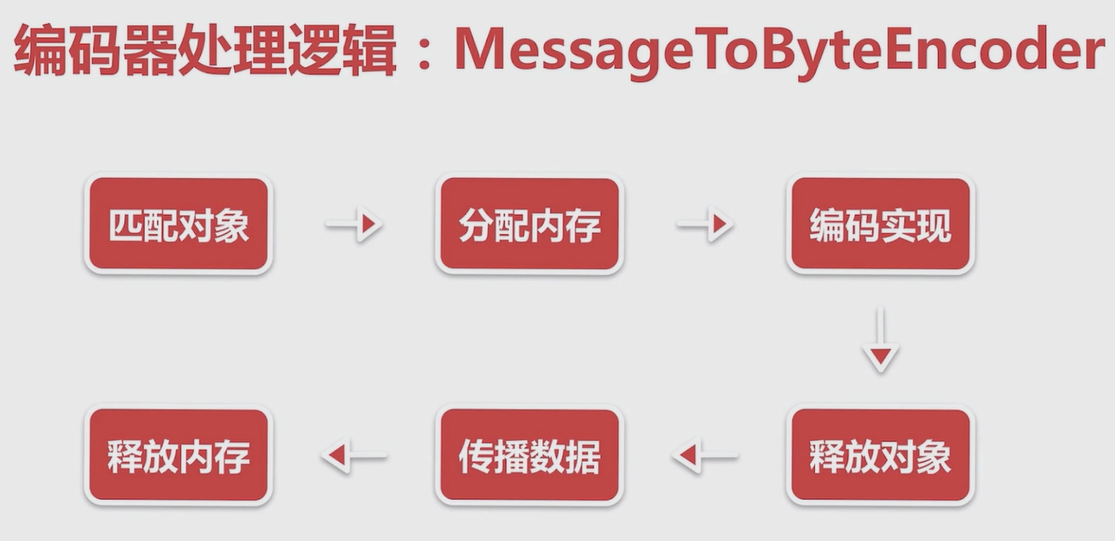 编码器处理逻辑：MessageToByteEncoder
匹配对象
分配内存
编码实现
释放对象
传播数据
释放内存